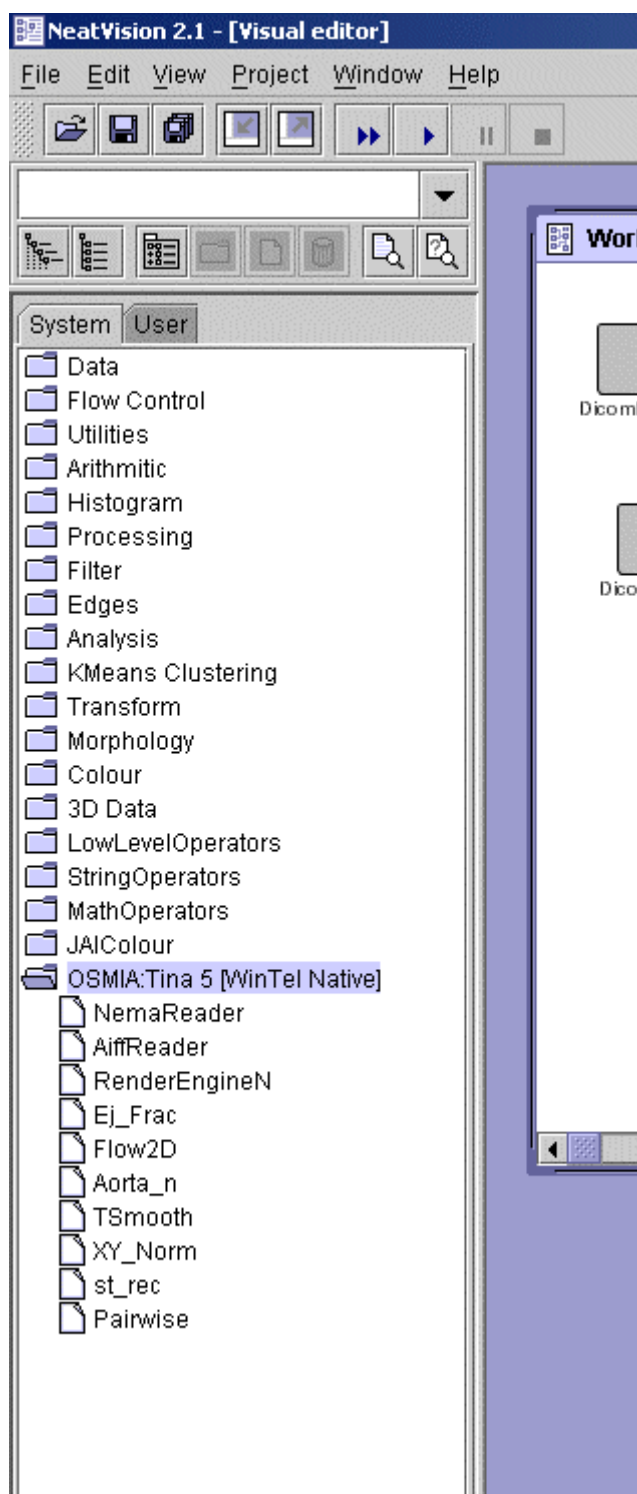 NeatVision 2.1 - [Visual editor]
File Edit View Project Window Help
System User
Data
Flow Control
Utilities
Arithmitic
Histogram
Processing
Filter
Edges
Analysis
KMeans Clustering
Transform
Morphology
Colour
3D Data
LowLevelOperators
StringOperators
MathOperators
JAIColour
OSMIA:Tina 5 [WinTel Native]
NemaReader
AiffReader
RenderEngineN
Ej_Frac
Flow2D
Aorta_n
TSmooth
XY_Norm
st_rec
Pairwise